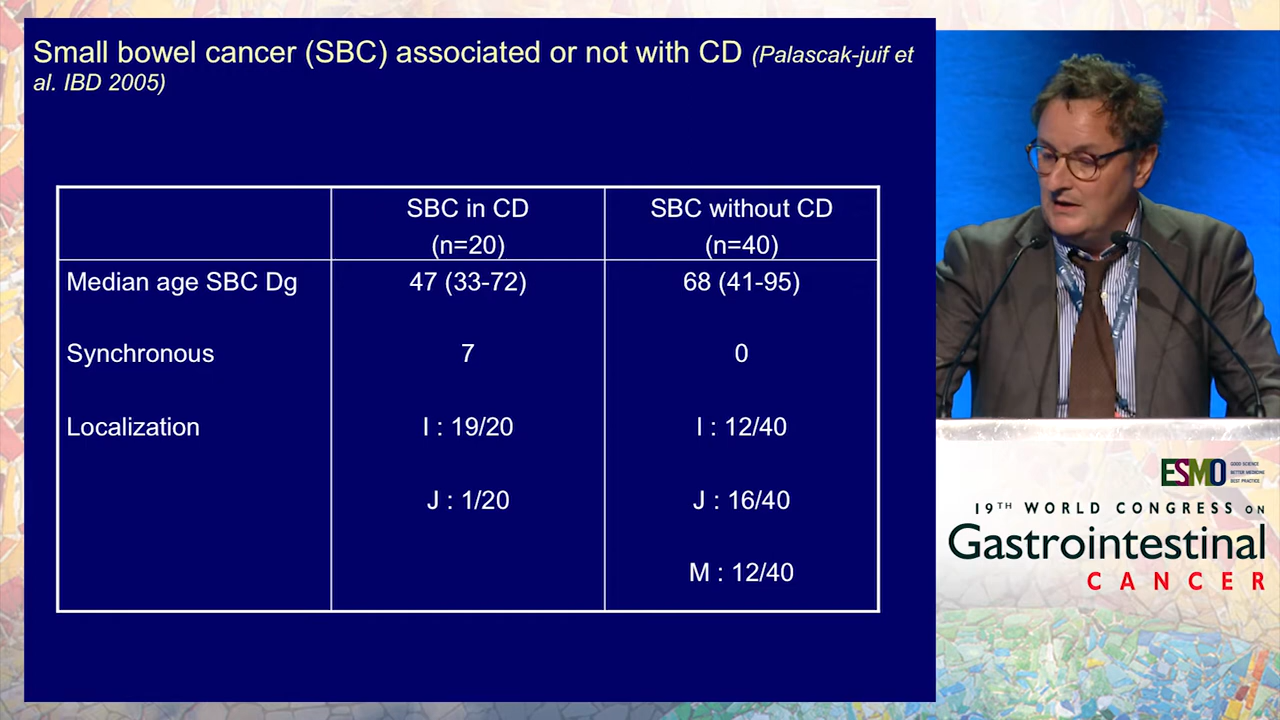 Small bowel cancer (SBC) associated or not with CD (Palascak-juif et
al. IBD 2005)
SBC in CD
(n=20)
SBC without CD
(n=40)
Median age SBC Dg
47 (33-72)
68 (41-95)
Synchronous
7
0
Localization
I : 19/20
I : 12/40
J : 1/20
J : 16/40
M : 12/40
ESMO
GOOD SCIENCE
BETTER MEDICINE
BEST PRACTICE
19TH WORLD CONGRESS ON
Gastrointestinal
CANCER